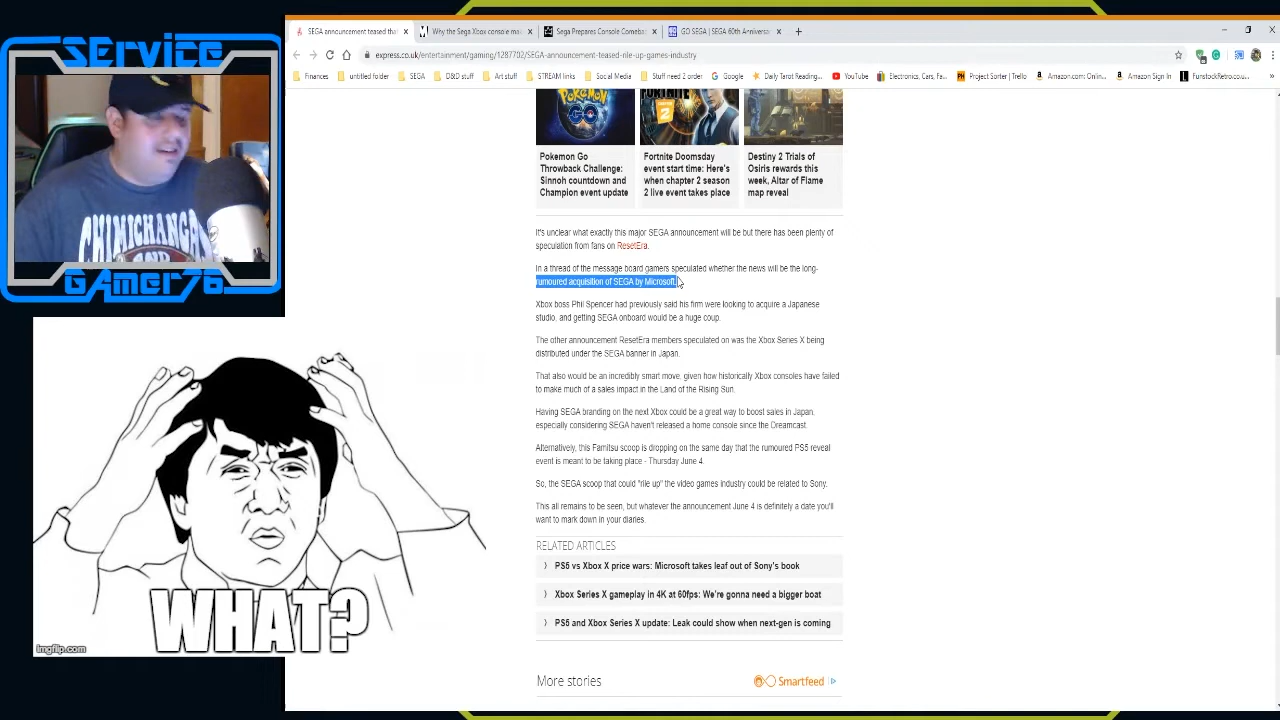 SErvice
GAmer76
CHIMICHANGA
WHAT?
imgflip.com
SEGA announcement teased that
Why the Sega Xbox console ma
Sega Prepares Console Comeba
GO SEGA | SEGA 60th Anniversa
express.co.uk/entertainment/gaming/1287702/SEGA-announcement-teased-rile-up-games-industry
Finances
untitled folder
SEGA
D&D stuff
Art stuff
STREAM links
Social Media
Stuff need 2 order
Google
Daily Tarot Reading...
YouTube
Electronics, Cars, Fa...
Project Sorter | Trello
Amazon.com: Onlin...
Amazon Sign In
FunstockRetro.co.u...
POKÉMON
GO
FORTNITE
CHAPTER
2
Pokemon Go
Throwback Challenge:
Sinnoh countdown and
Champion event update
Fortnite Doomsday
event start time: Here's
when chapter 2 season
2 live event takes place
Destiny 2 Trials of
Osiris rewards this
week, Altar of Flame
map reveal
It's unclear what exactly this major SEGA announcement will be but there has been plenty of
speculation from fans on ResetEra.
In a thread of the message board gamers speculated whether the news will be the long-
rumoured acquisition of SEGA by Microsoft.
Xbox boss Phil Spencer had previously said his firm were looking to acquire a Japanese
studio, and getting SEGA onboard would be a huge coup.
The other announcement ResetEra members speculated on was the Xbox Series X being
distributed under the SEGA banner in Japan.
That also would be an incredibly smart move, given how historically Xbox consoles have failed
to make much of a sales impact in the Land of the Rising Sun.
Having SEGA branding on the next Xbox could be a great way to boost sales in Japan,
especially considering SEGA haven't released a home console since the Dreamcast.
Alternatively, this Famitsu scoop is dropping on the same day that the rumoured PS5 reveal
event is meant to be taking place - Thursday June 4.
So, the SEGA scoop that could "rile up" the video games industry could be related to Sony.
This all remains to be seen, but whatever the announcement June 4 is definitely a date you'll
want to mark down in your diaries.
RELATED ARTICLES
PS5 vs Xbox X price wars: Microsoft takes leaf out of Sony's book
Xbox Series X gameplay in 4K at 60fps: We're gonna need a bigger boat
PS5 and Xbox Series X update: Leak could show when next-gen is coming
More stories
Smartfeed